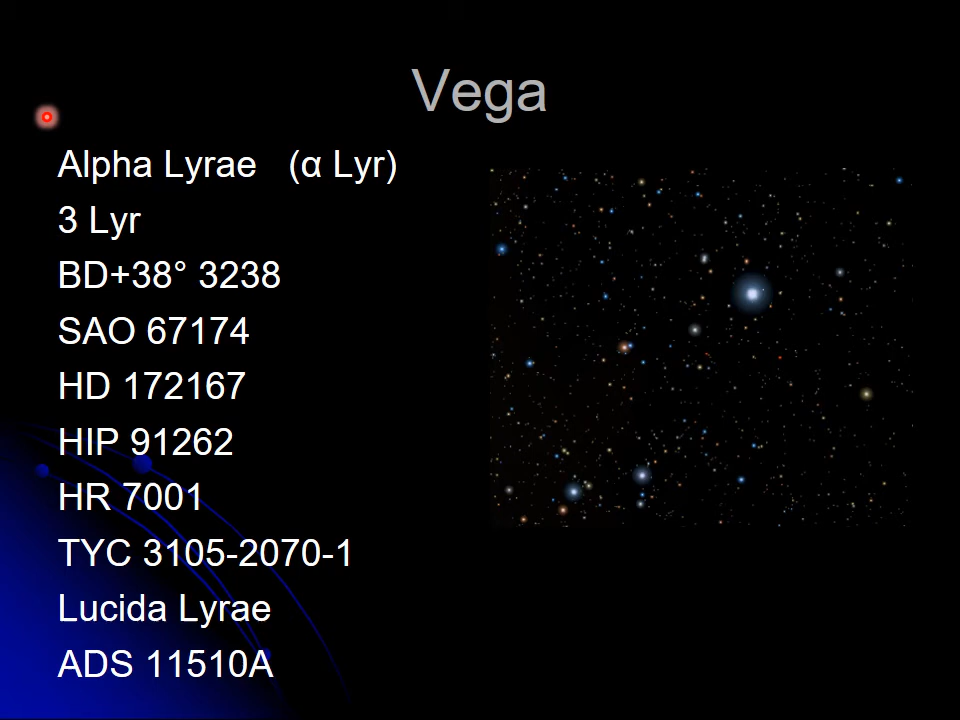 Vega
Alpha Lyrae (α Lyr)
3 Lyr
BD+38° 3238
SAO 67174
HD 172167
HIP 91262
HR 7001
TYC 3105-2070-1
Lucida Lyrae
ADS 11510A